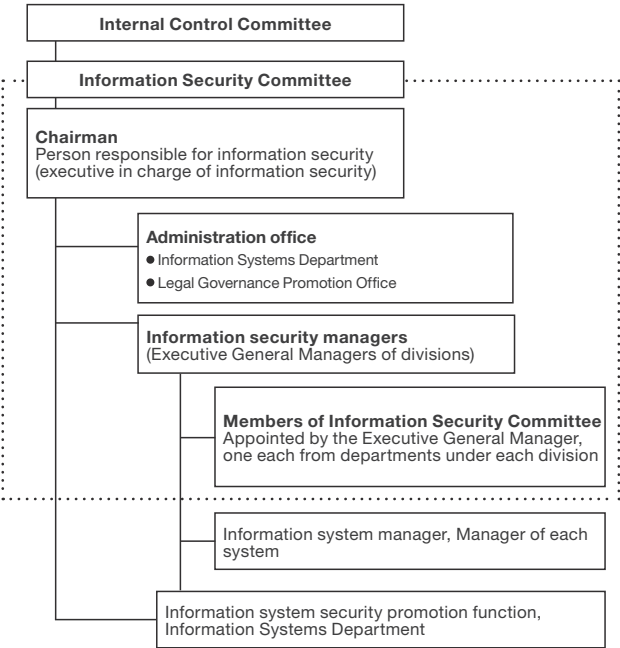 Internal Control Committee
Information Security Committee
Chairman
Person responsible for information security
(executive in charge of information security)
Administration office
● Information Systems Department
● Legal Governance Promotion Office
Information security managers
(Executive General Managers of divisions)
Members of Information Security Committee
Appointed by the Executive General Manager,
one each from departments under each division
Information system manager, Manager of each
system
Information system security promotion function,
Information Systems Department